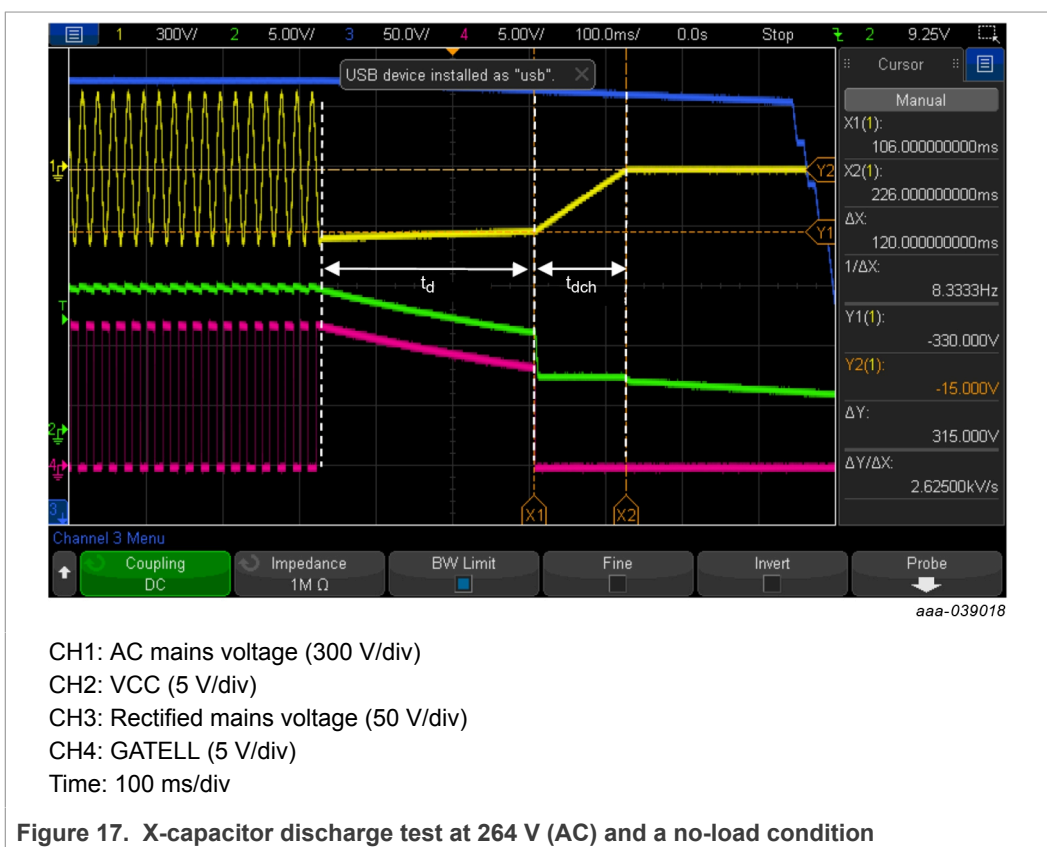 1 300V/ 2 5.00V/ 3 50.0V/ 4 5.00V/ 100.0ms/ 0.0s Stop 2 9.25V
USB device installed as "usb".
Cursor
Manual
X1(1):
106.000000000ms
X2(1):
226.000000000ms
ΔX:
120.000000000ms
1/ΔX:
8.3333Hz
Y1(1):
-330.000V
Y2(1):
-15.000V
ΔY:
315.000V
ΔY/ΔX:
2.62500kV/s
1
Y2
Y1
td
tdch
T
2
4
3
X1
X2
Channel 3 Menu
Coupling
DC
Impedance
1M Ω
BW Limit
Fine
Invert
Probe
aaa-039018
CH1: AC mains voltage (300 V/div)
CH2: VCC (5 V/div)
CH3: Rectified mains voltage (50 V/div)
CH4: GATELL (5 V/div)
Time: 100 ms/div
Figure 17. X-capacitor discharge test at 264 V (AC) and a no-load condition